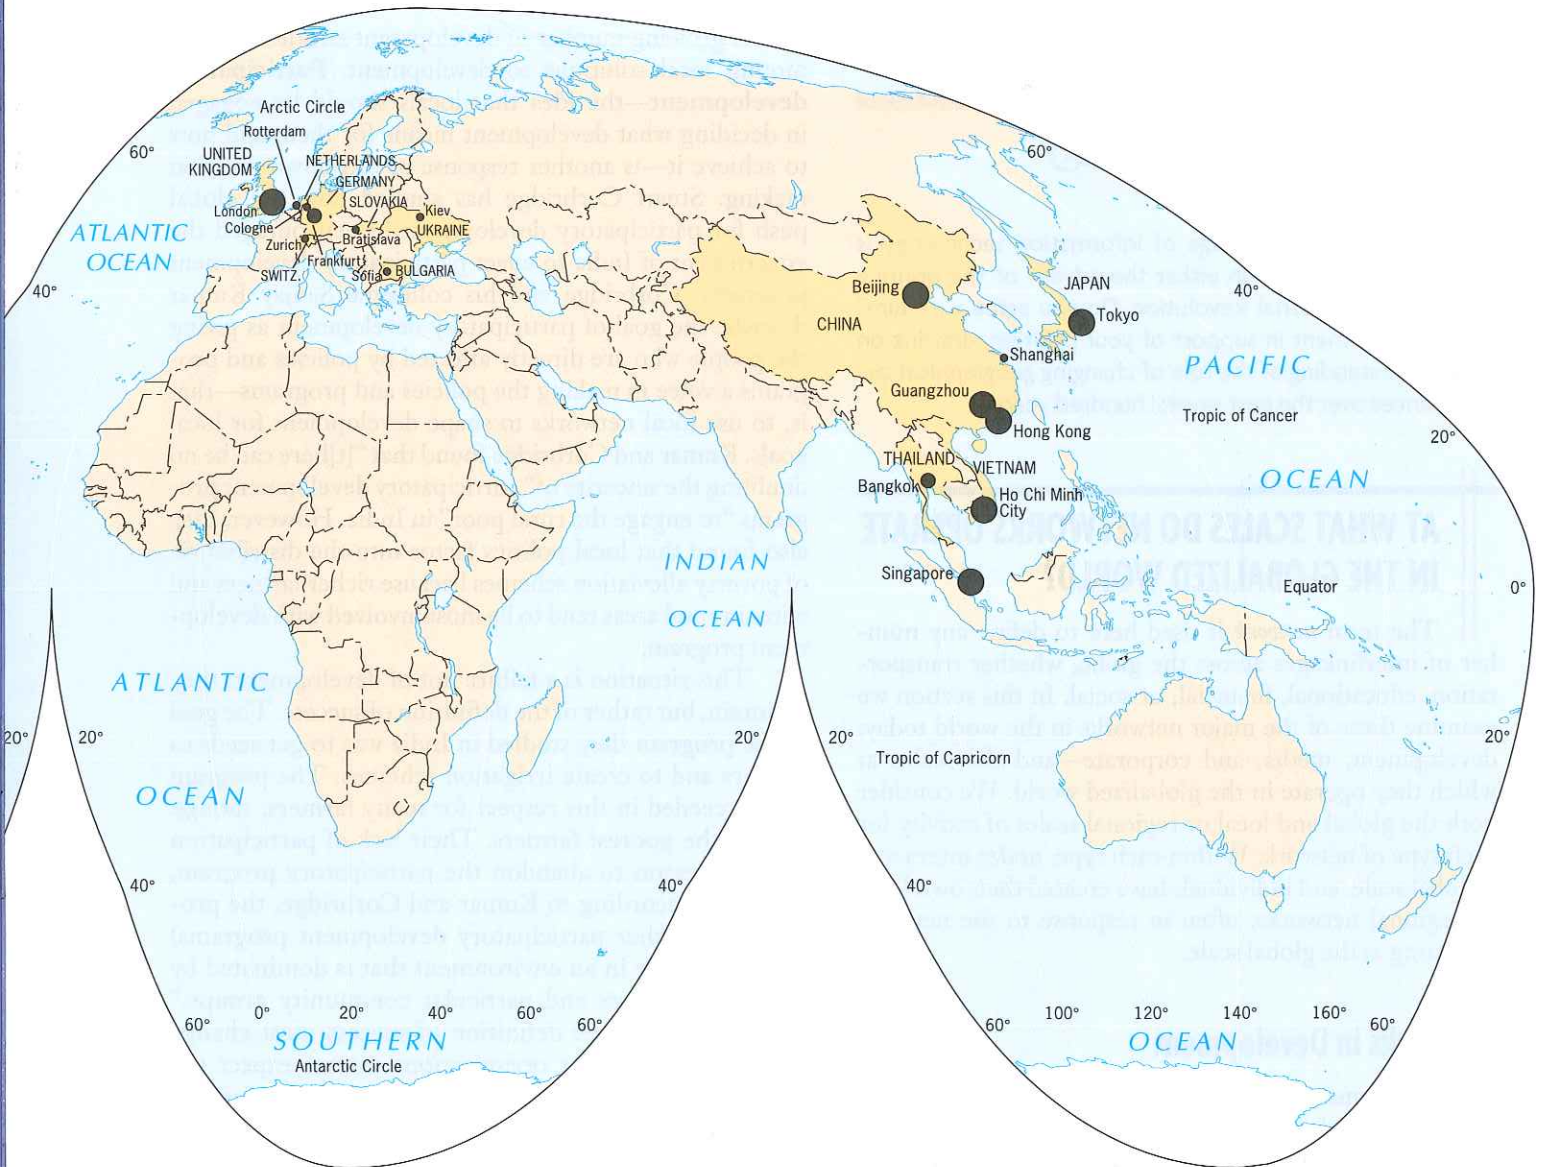 Arctic Circle
Rotterdam
60°
UNITED
KINGDOM
NETHERLANDS
GERMANY
SLOVAKIA
London
Cologne
Kiev
UKRAINE
Zurich
Bratislava
Frankfurt
SWITZ.
Sofia
BULGARIA
ATLANTIC
OCEAN
40°
60°
Beijing
CHINA
JAPAN
Tokyo
40°
Shanghai
PACIFIC
Guangzhou
Hong Kong
Tropic of Cancer
20°
THAILAND
VIETNAM
OCEAN
Bangkok
Ho Chi Minh
City
Singapore
INDIAN
OCEAN
Equator
0°
ATLANTIC
OCEAN
20°
20°
20°
20°
20°
Tropic of Capricorn
40°
40°
40°
60°
0°
20°
40°
60°
60°
60°
100°
120°
140°
160°
60°
SOUTHERN
OCEAN
Antarctic Circle